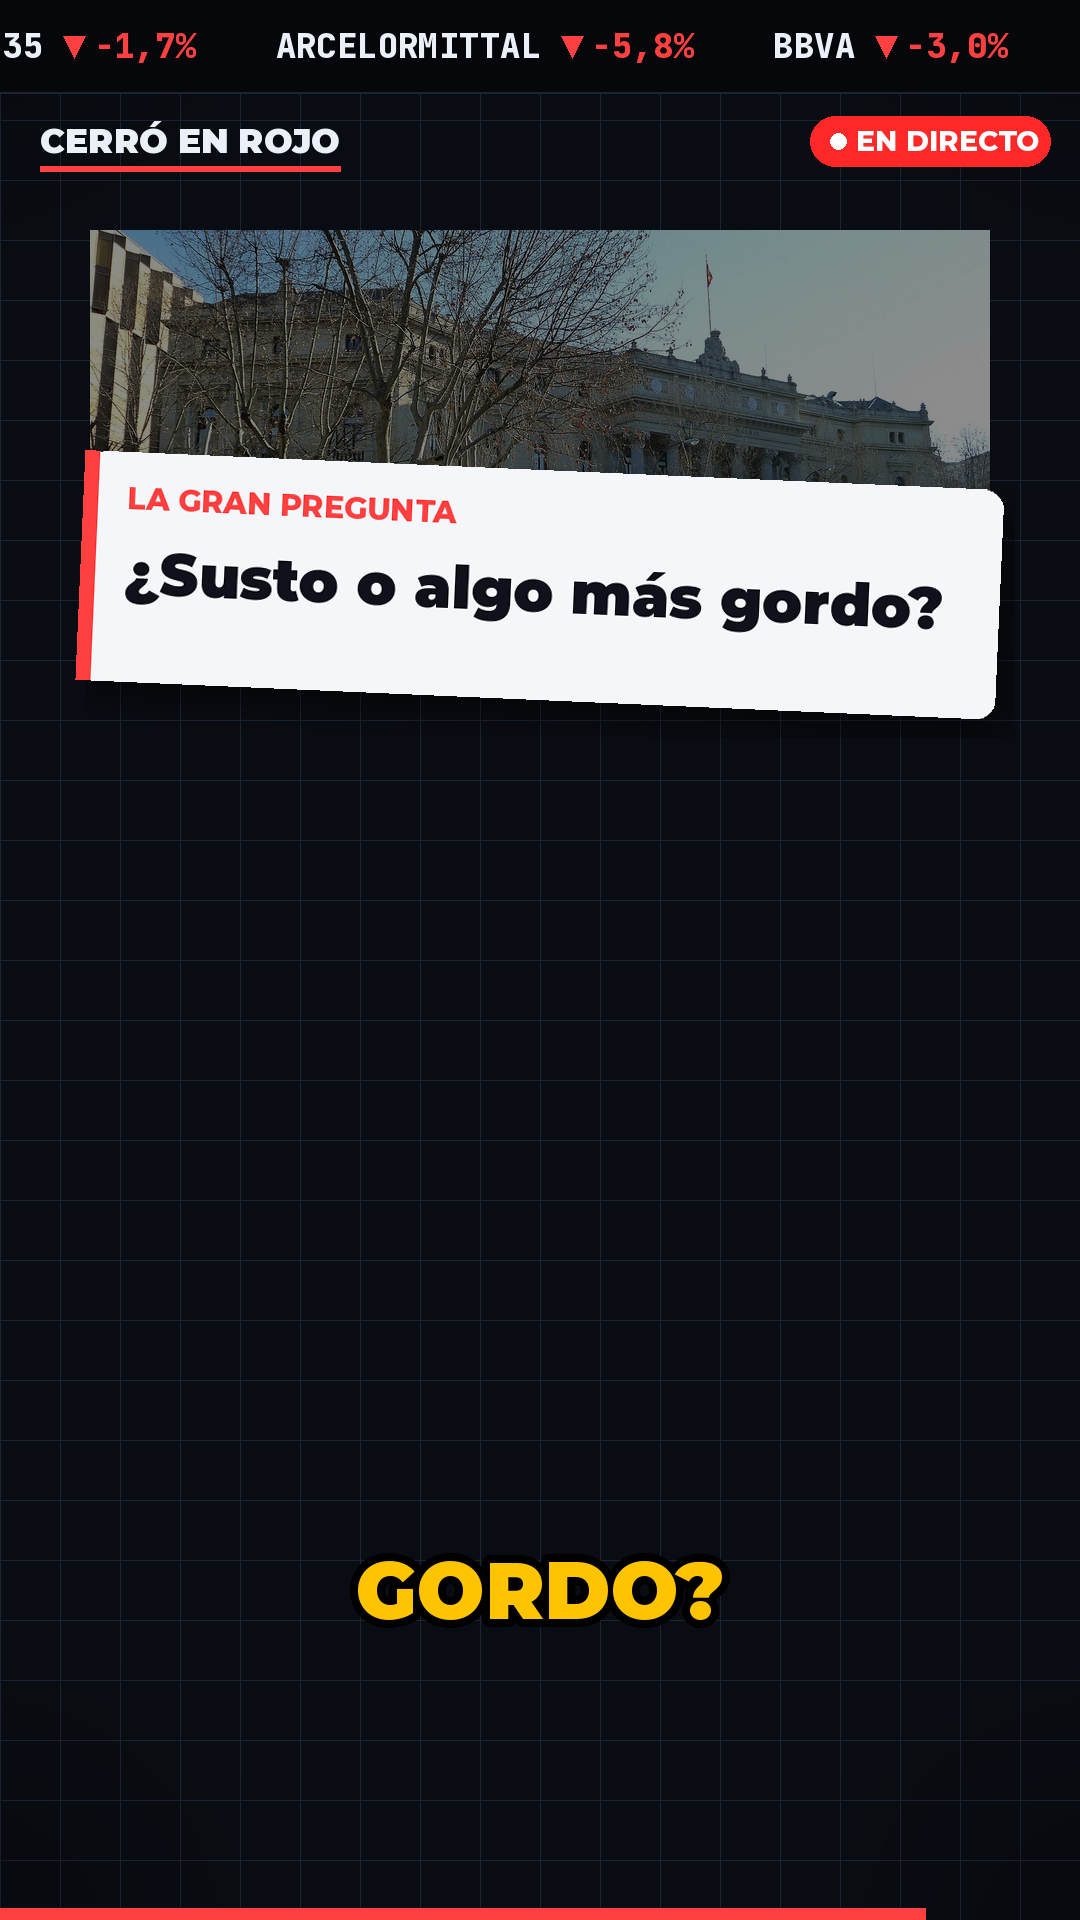 35 ▼ -1,7% ARCELORMITTAL ▼ -5,8% BBVA ▼ -3,0%
CERRÓ EN ROJO
EN DIRECTO
LA GRAN PREGUNTA
¿Susto o algo más gordo?
GORDO?